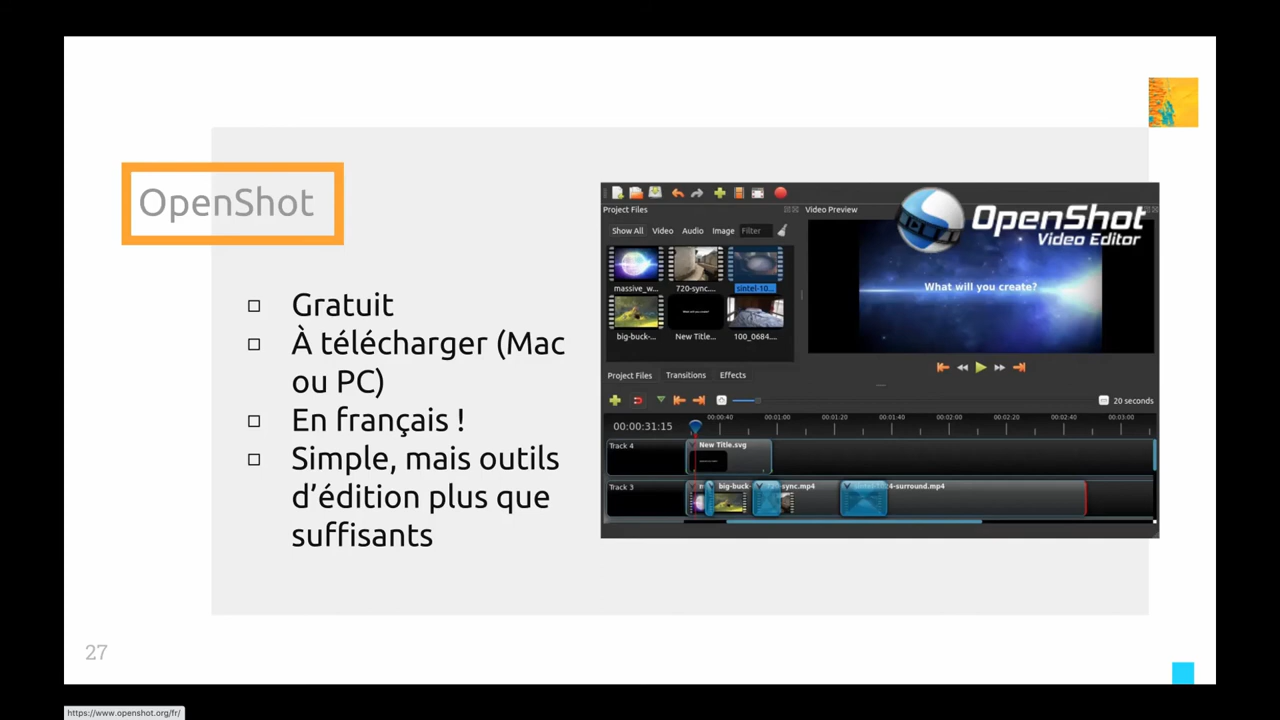 OpenShot
Gratuit
À télécharger (Mac
ou PC)
En français !
Simple, mais outils
d’édition plus que
suffisants
Project Files
Show All Video Audio Image Filter
massive_w... 720-sync.... sintel-10...
big-buck-... New Title... 100_0684....
Project Files Transitions Effects
Video Preview
OpenShot
Video Editor
What will you create?
20 seconds
00:00:31:15
00:00:40 00:01:00 00:01:20 00:01:40 00:02:00 00:02:20 00:02:40 00:03:00
Track 4
New Title.svg
Track 3
big-buck-
-sync.mp4
4-surround.mp4
27
https://www.openshot.org/fr/